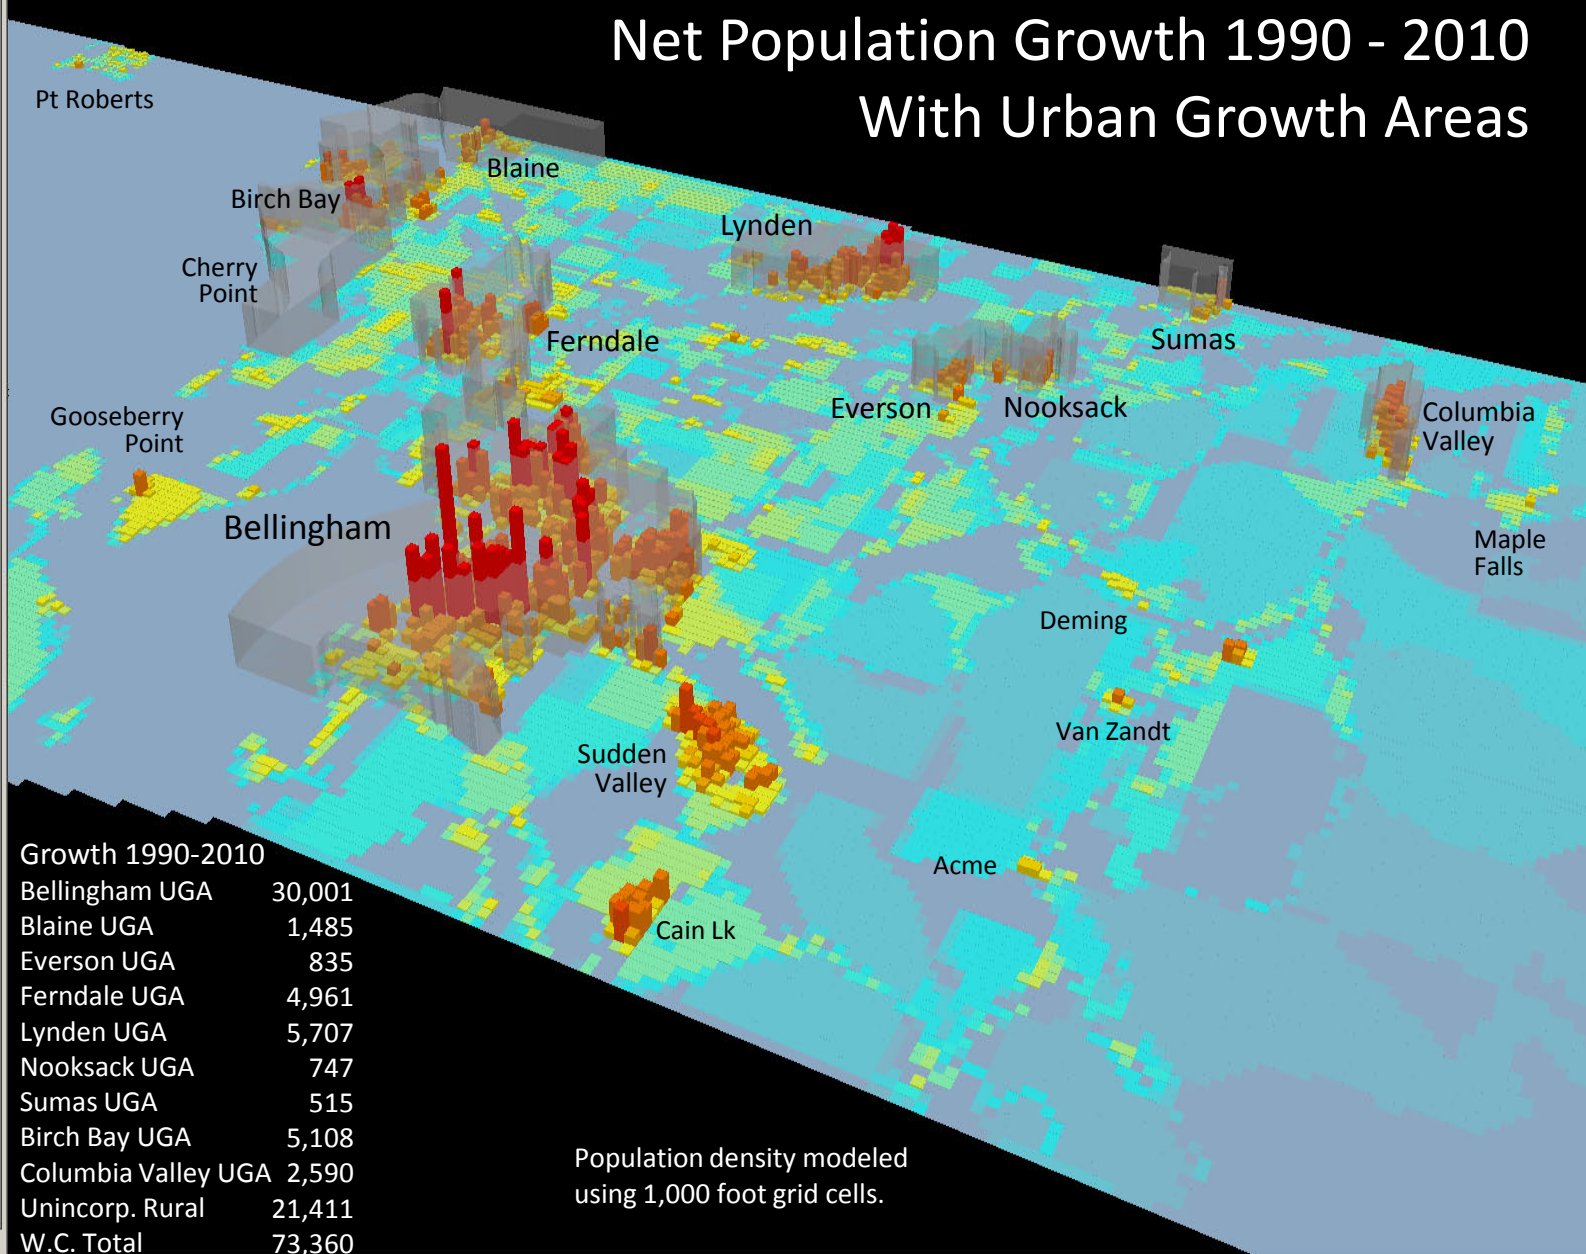 Net Population Growth 1990 - 2010
With Urban Growth Areas
Pt Roberts
Blaine
Birch Bay
Lynden
Cherry
Point
Ferndale
Sumas
Everson
Nooksack
Columbia
Valley
Gooseberry
Point
Bellingham
Maple
Falls
Deming
Van Zandt
Sudden
Valley
Acme
Cain Lk
Growth 1990-2010
Bellingham UGA 30,001
Blaine UGA 1,485
Everson UGA 835
Ferndale UGA 4,961
Lynden UGA 5,707
Nooksack UGA 747
Sumas UGA 515
Birch Bay UGA 5,108
Columbia Valley UGA 2,590
Unincorp. Rural 21,411
W.C. Total 73,360
Population density modeled
using 1,000 foot grid cells.